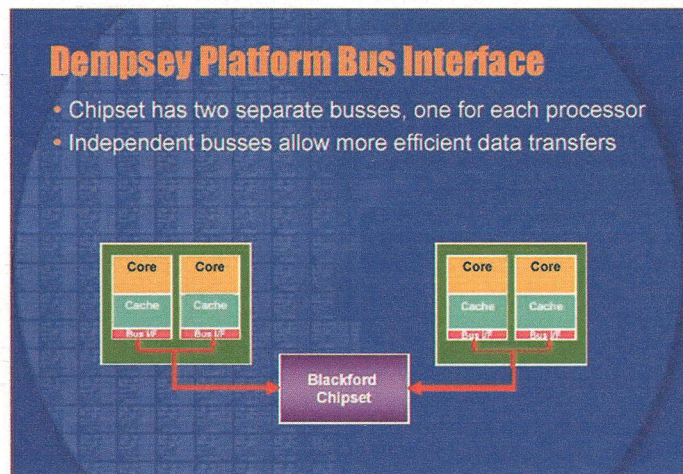 Dempsey Platform Bus Interface
• Chipset has two separate busses, one for each processor
• Independent busses allow more efficient data transfers
Core Core
Cache Cache
Bus I/F Bus I/F
Core Core
Cache Cache
Bus I/F Bus I/F
Blackford
Chipset